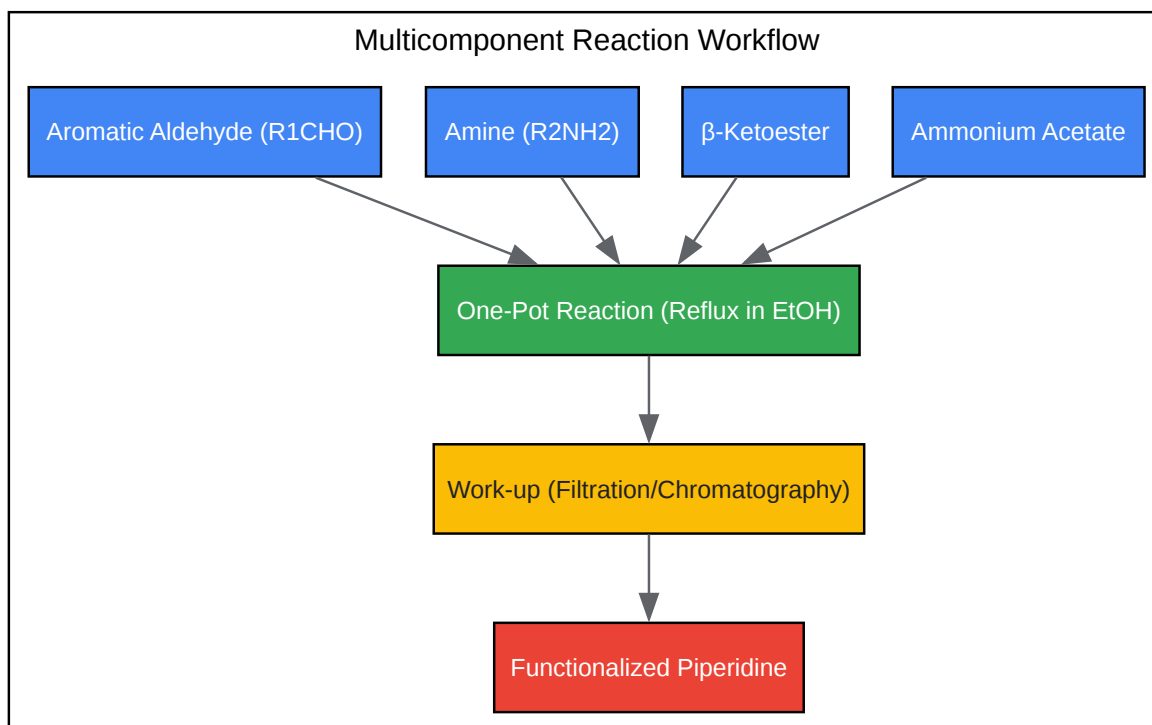 Multicomponent Reaction Workflow
Aromatic Aldehyde (R1CHO)
Amine (R2NH2)
β-Ketoester
Ammonium Acetate
One-Pot Reaction (Reflux in EtOH)
Work-up (Filtration/Chromatography)
Functionalized Piperidine